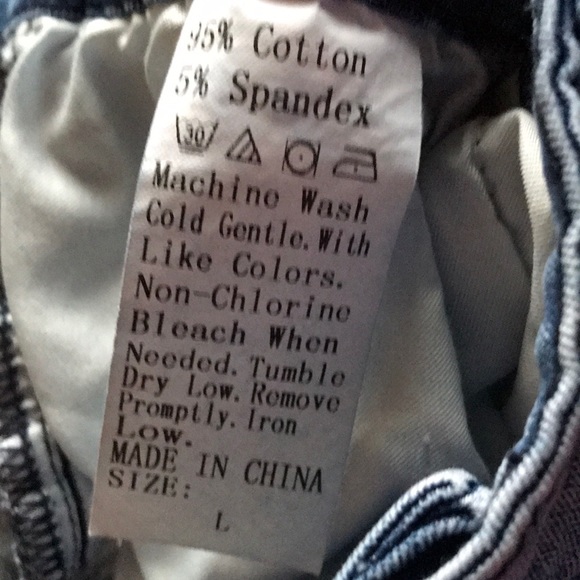 95% Cotton
5% Spandex
30
Machine Wash
Cold Gentle. With
Like Colors.
Non-Chlorine
Bleach When
Needed. Tumble
Dry Low. Remove
Promptly. Iron
Low.
MADE IN CHINA
SIZE:
L